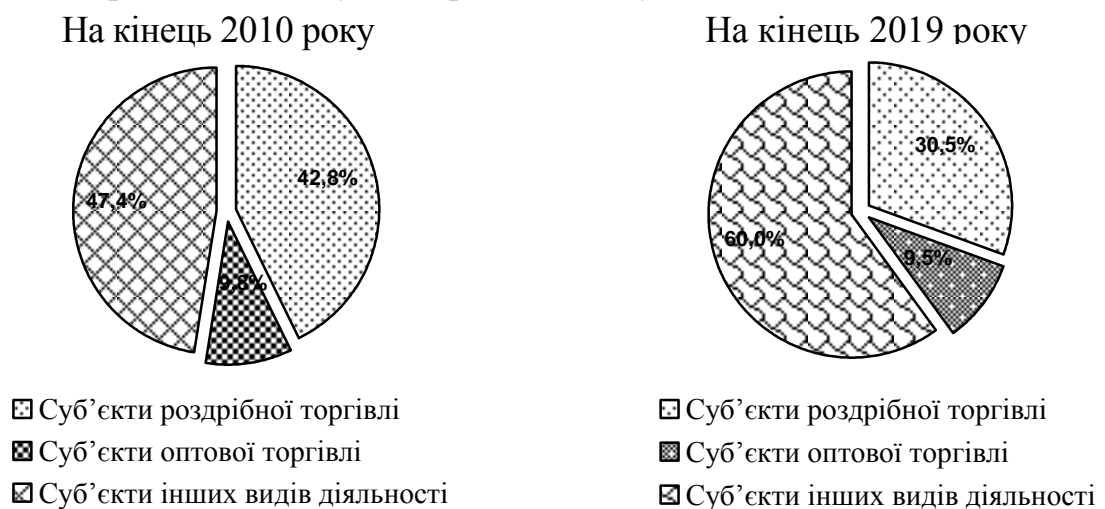 На кінець 2010 року
На кінець 2019 року
42,8%
47,4%
9,8%
30,5%
60,0%
9,5%
Суб’єкти роздрібної торгівлі
Суб’єкти оптової торгівлі
Суб’єкти інших видів діяльності
Суб’єкти роздрібної торгівлі
Суб’єкти оптової торгівлі
Суб’єкти інших видів діяльності